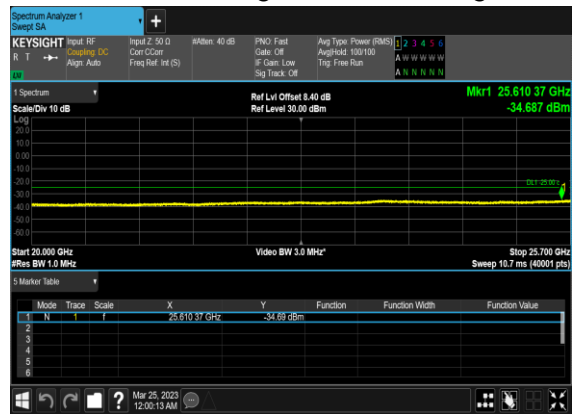 Spectrum Analyzer 1
Swept SA
+
KEYSIGHT Input: RF Input Z: 50 Ω #Atten: 40 dB PNO: Fast Avg Type: Power (RMS) 1 2 3 4 5 6
R T Coupling: DC Corr CCorr Gate: Off Avg|Hold: 100/100 A W W W W W
Align: Auto Freq Ref: Int (S) IF Gain: Low Trig: Free Run
Sig Track: Off A N N N N N
1 Spectrum
Mkr1 25.610 37 GHz
Ref Lvl Offset 8.40 dB
Scale/Div 10 dB Ref Level 30.00 dBm -34.687 dBm
Log
20.0
10.0
0.00
-10.0
-20.0
DL1 -25.00
-30.0
-40.0
-50.0
-60.0
Start 20.000 GHz Video BW 3.0 MHz* Stop 25.700 GHz
#Res BW 1.0 MHz Sweep 10.7 ms (40001 pts)
5 Marker Table
Mode Trace Scale X Y Function Function Width Function Value
1 N 1 f 25.610 37 GHz -34.69 dBm
2
3
4
5
6
? Mar 25, 2023
12:00:13 AM